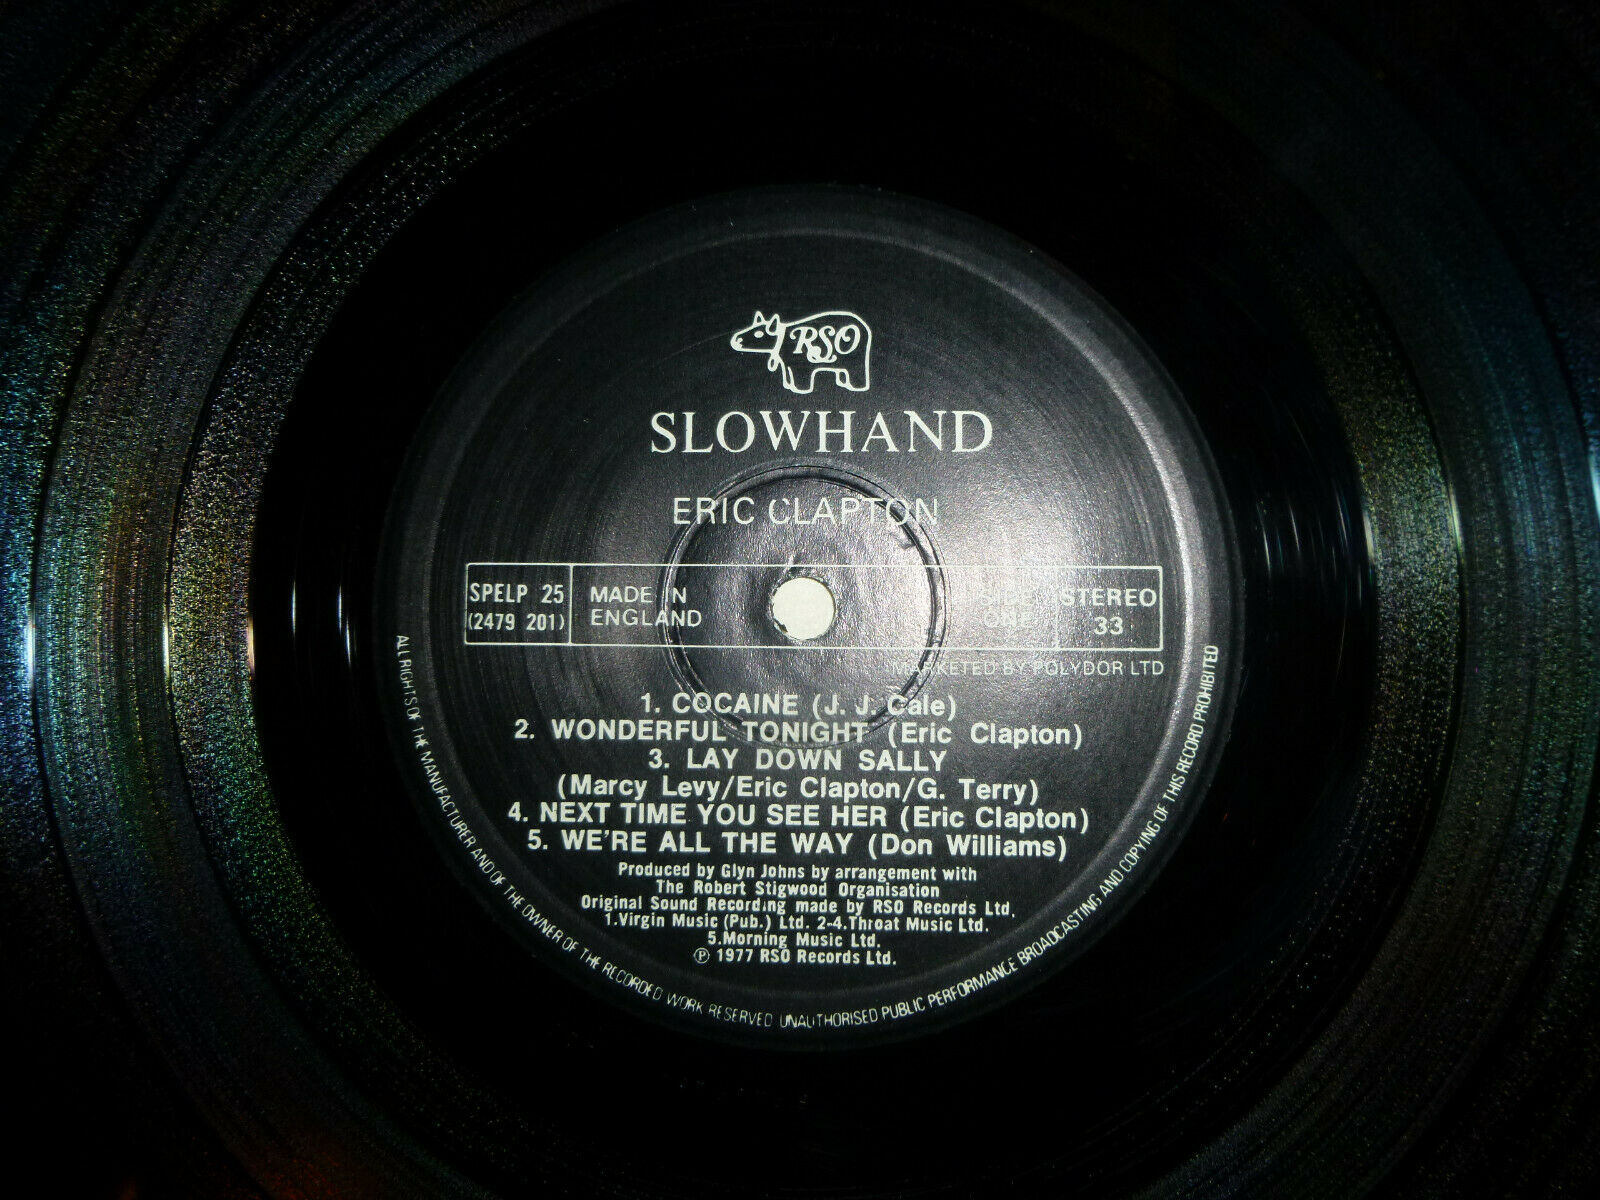 RSO
SLOWHAND
ERIC CLAPTON
SPELP 25
(2479 201)
MADE IN
ENGLAND
SIDE
ONE
STEREO
33
MARKETED BY POLYDOR LTD
1. COCAINE (J. J. Cale)
2. WONDERFUL TONIGHT (Eric Clapton)
3. LAY DOWN SALLY
(Marcy Levy/Eric Clapton/G. Terry)
4. NEXT TIME YOU SEE HER (Eric Clapton)
5. WE'RE ALL THE WAY (Don Williams)
Produced by Glyn Johns by arrangement with
The Robert Stigwood Organisation
Original Sound Recording made by RSO Records Ltd.
1.Virgin Music (Pub.) Ltd. 2-4.Throat Music Ltd.
5.Morning Music Ltd.
℗ 1977 RSO Records Ltd.
ALL RIGHTS OF THE MANUFACTURER AND OF THE OWNER OF THE RECORDED WORK RESERVED UNAUTHORISED PUBLIC PERFORMANCE BROADCASTING AND COPYING OF THIS RECORD PROHIBITED